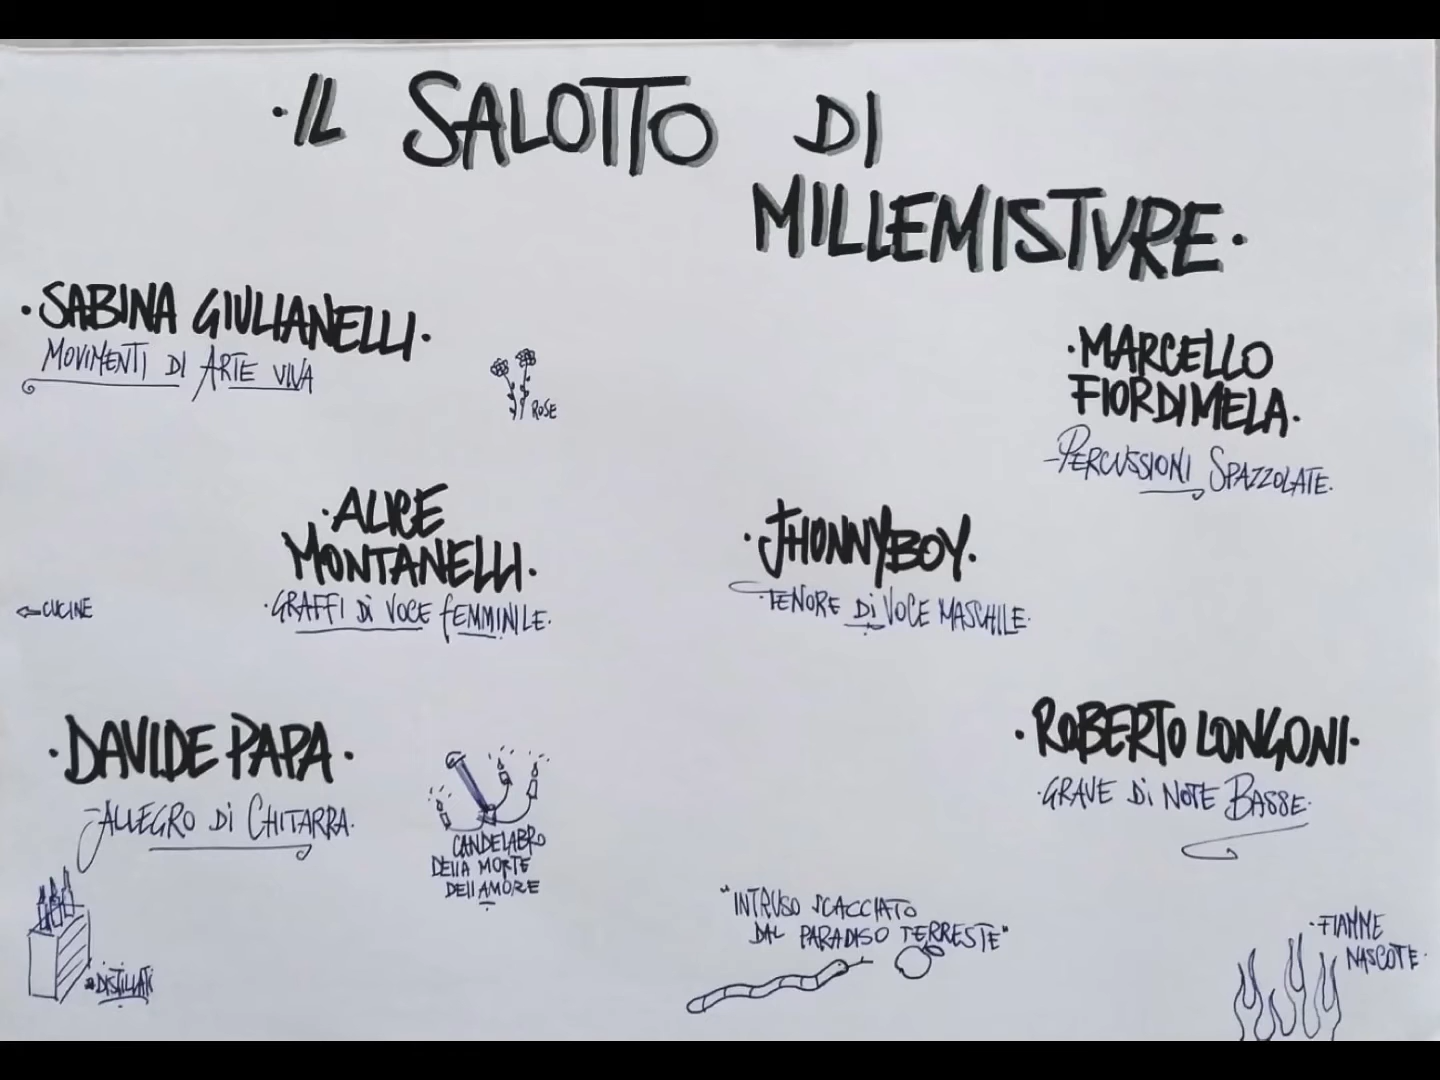 ·IL SALOTTO DI
MILLEMISTURE·
·SABINA GIULIANELLI·
MOVIMENTI DI ARTE VIVA
ROSE
·MARCELLO
FIORDIMELA·
-PERCUSSIONI SPAZZOLATE·
·ALICE
MONTANELLI·
·GRAFFI DI VOCE FEMMINILE·
·JHONNYBOY·
TENORE DI VOCE MASCHILE·
⇐CUCINE
·DAVIDE PAPA·
-ALLEGRO DI CHITARRA·
CANDELABRO
DELLA MORTE
DELL AMORE
·ROBERTO LONGONI·
·GRAVE DI NOTE BASSE·
DISTILLATI
"INTRUSO SCACCIATO
DAL PARADISO TERRESTE"
·FIAMME
NASCOTE·